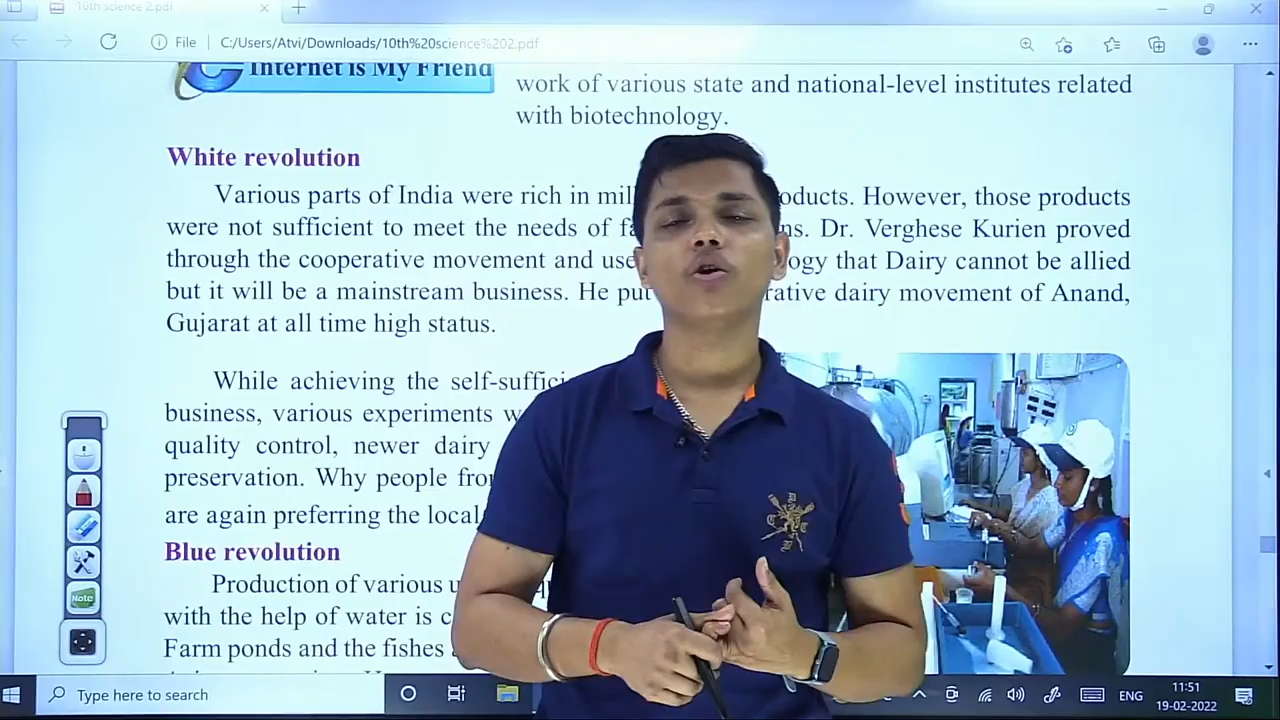 10th science 2.pdf
File
C:/Users/Atvi/Downloads/10th%20science%202.pdf
Internet is My Friend
work of various state and national-level institutes related
with biotechnology.
White revolution
Various parts of India were rich in oducts. However, those products
were not sufficient to meet the needs of ns. Dr. Verghese Kurien proved
through the cooperative movement and use ogy that Dairy cannot be allied
but it will be a mainstream business. He put rative dairy movement of Anand,
Gujarat at all time high status.
While achieving the
business, various experiments
quality control, newer dairy
preservation. Why people
are again preferring the local
Blue revolution
Production of various
with the help of water is
Farm ponds and the fishes
Note
Type here to search
ENG
11:51
19-02-2022